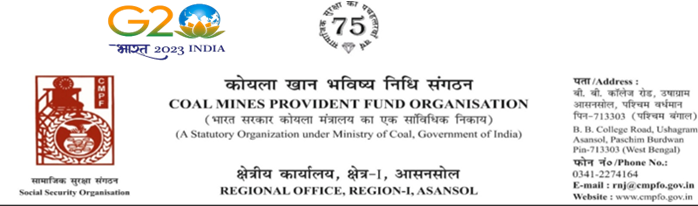 G20
भारत 2023 INDIA
75
कोयला खान भविष्य निधि संगठन
COAL MINES PROVIDENT FUND ORGANISATION
(भारत सरकार कोयला मंत्रालय का एक सांविधिक निकाय)
(A Statutory Organization under Ministry of Coal, Government of India)
क्षेत्रीय कार्यालय, क्षेत्र-I, आसनसोल
REGIONAL OFFICE, REGION-I, ASANSOL
CMPF
सामाजिक सुरक्षा संगठन
Social Security Organisation
पता /Address :
बी. बी. कॉलेज रोड, उषाग्राम
आसनसोल, पश्चिम वर्धमान
पिन-713303 (पश्चिम बंगाल)
B. B. College Road, Ushagram
Asansol, Paschim Burdwan
Pin-713303 (West Bengal)
फोन नं० /Phone No.:
0341-2274164
E-mail : rnj@cmpfo.gov.in
Website : www.cmpfo.gov.in